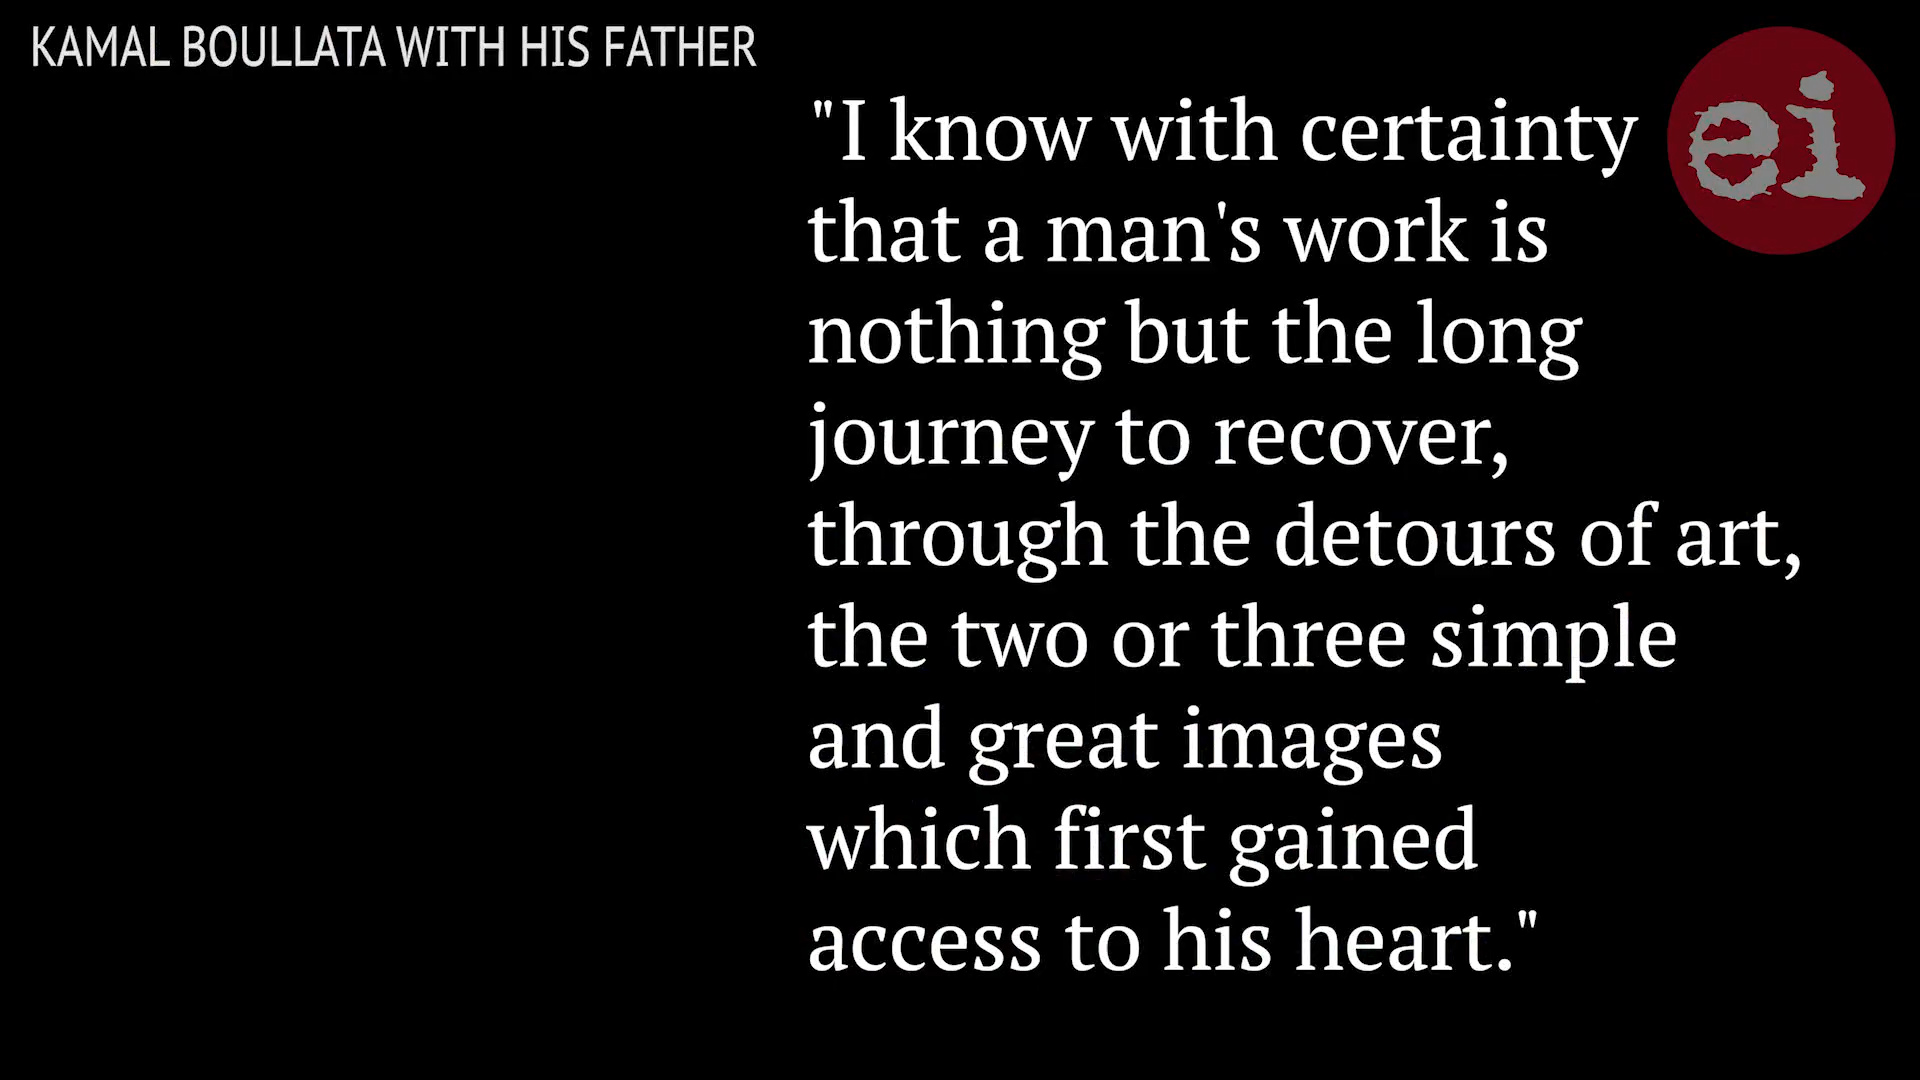 KAMAL BOULLATA WITH HIS FATHER
ei
"I know with certainty
that a man's work is
nothing but the long
journey to recover,
through the detours of art,
the two or three simple
and great images
which first gained
access to his heart."